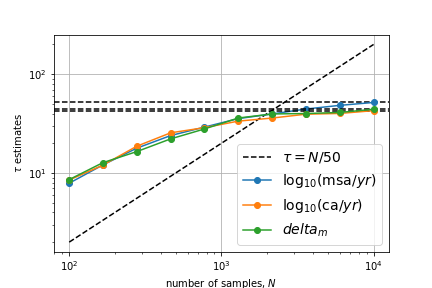 10²
10¹
τ estimates
τ = N/50
log₁₀(msa/yr)
log₁₀(ca/yr)
delta_m
10² 10³ 10⁴
number of samples, N